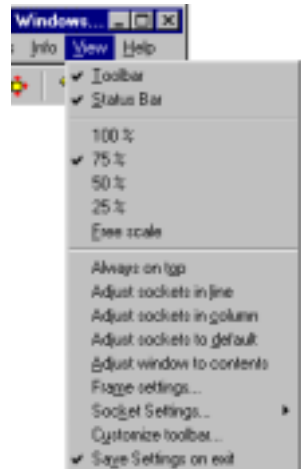 Windows...
Info View Help
Toolbar
Status Bar
100 %
75 %
50 %
25 %
Free scale
Always on top
Adjust sockets in line
Adjust sockets in column
Adjust sockets to default
Adjust window to contents
Frame settings...
Socket Settings...
Customize toolbar...
Save Settings on exit